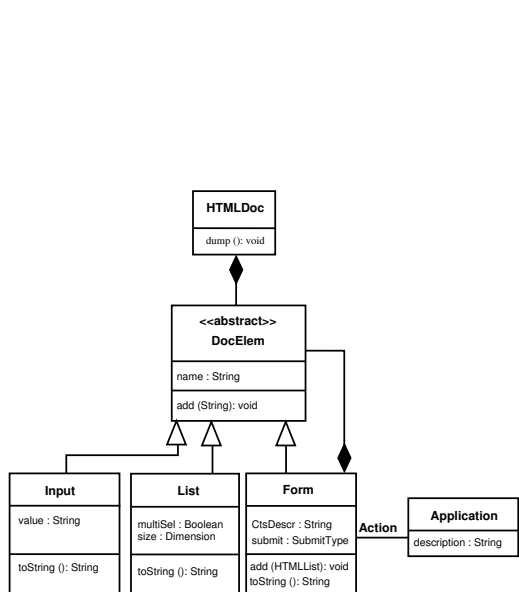 HTMLDoc
dump (): void
<<abstract>>
DocElem
name : String
add (String): void
Input
value : String
toString (): String
List
multiSel : Boolean
size : Dimension
toString (): String
Form
CtsDescr : String
submit : SubmitType
add (HTMLList): void
toString (): String
Action
Application
description : String